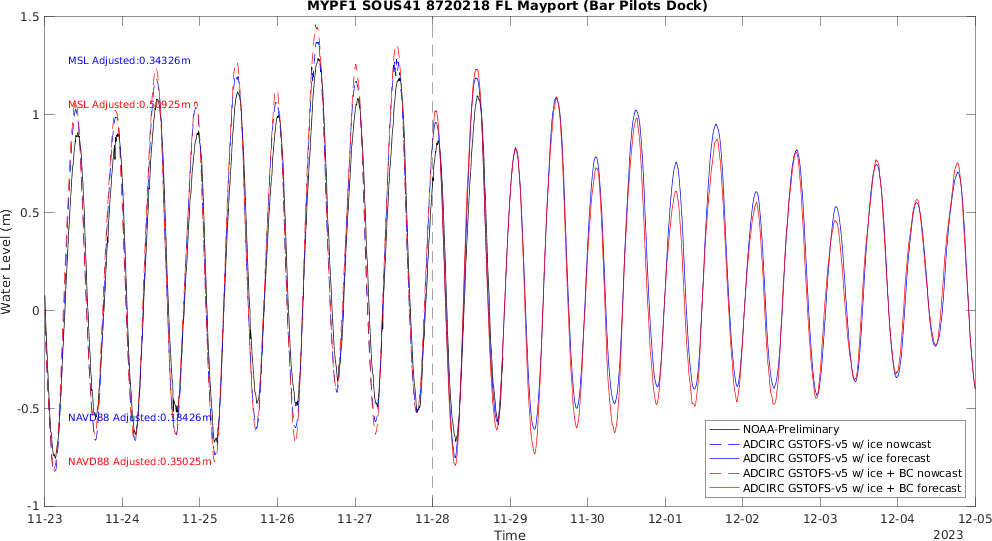 MYPF1 SOUS41 8720218 FL Mayport (Bar Pilots Dock)
1.5
1
0.5
0
-0.5
-1
Water Level (m)
MSL Adjusted:0.34326m
MSL Adjusted:
NAVD88 Adjusted:0.18426m
NAVD88 Adjusted:0.35025m
NOAA-Preliminary
ADCIRC GSTOFS-v5 w/ ice nowcast
ADCIRC GSTOFS-v5 w/ ice forecast
ADCIRC GSTOFS-v5 w/ ice + BC nowcast
ADCIRC GSTOFS-v5 w/ ice + BC forecast
11-23 11-24 11-25 11-26 11-27 11-28 11-29 11-30 12-01 12-02 12-03 12-04 12-05
Time
2023